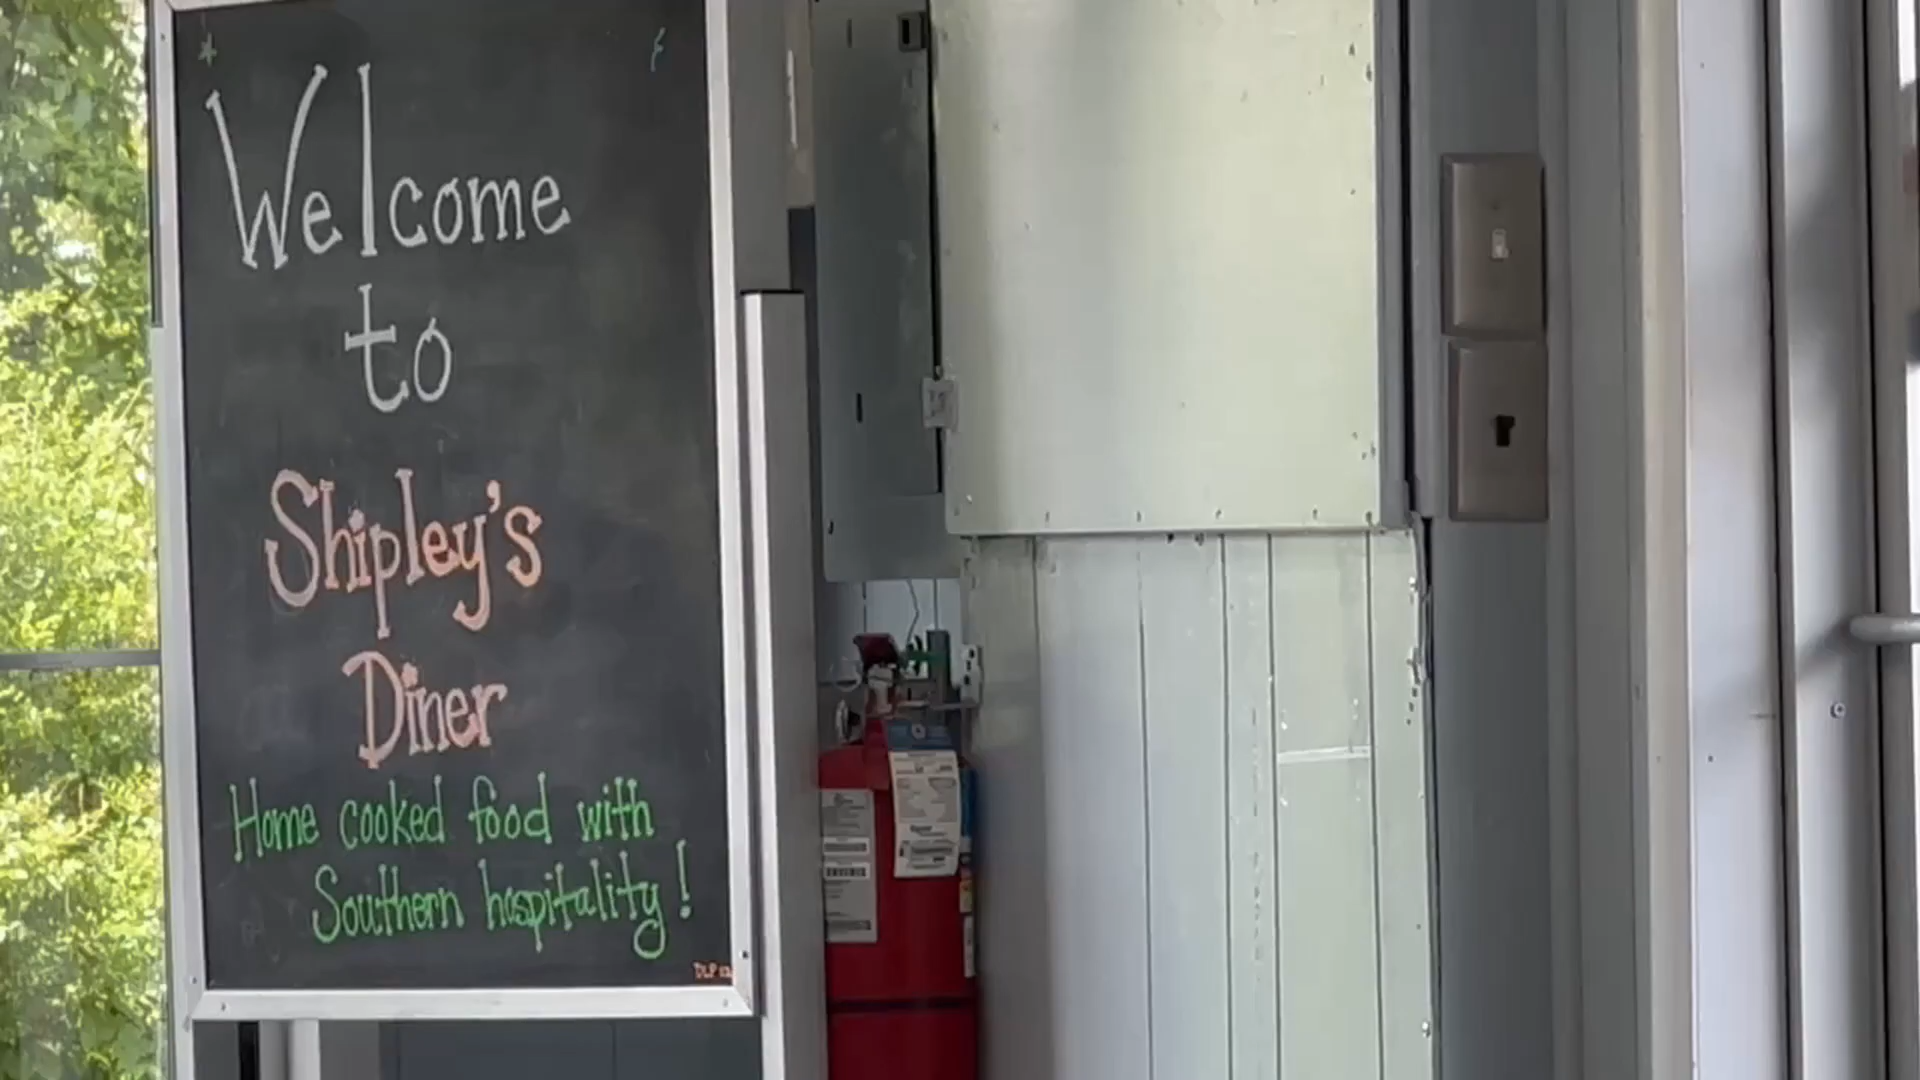 Welcome
to
Shipley's
Diner
Home cooked food with
Southern hospitality!